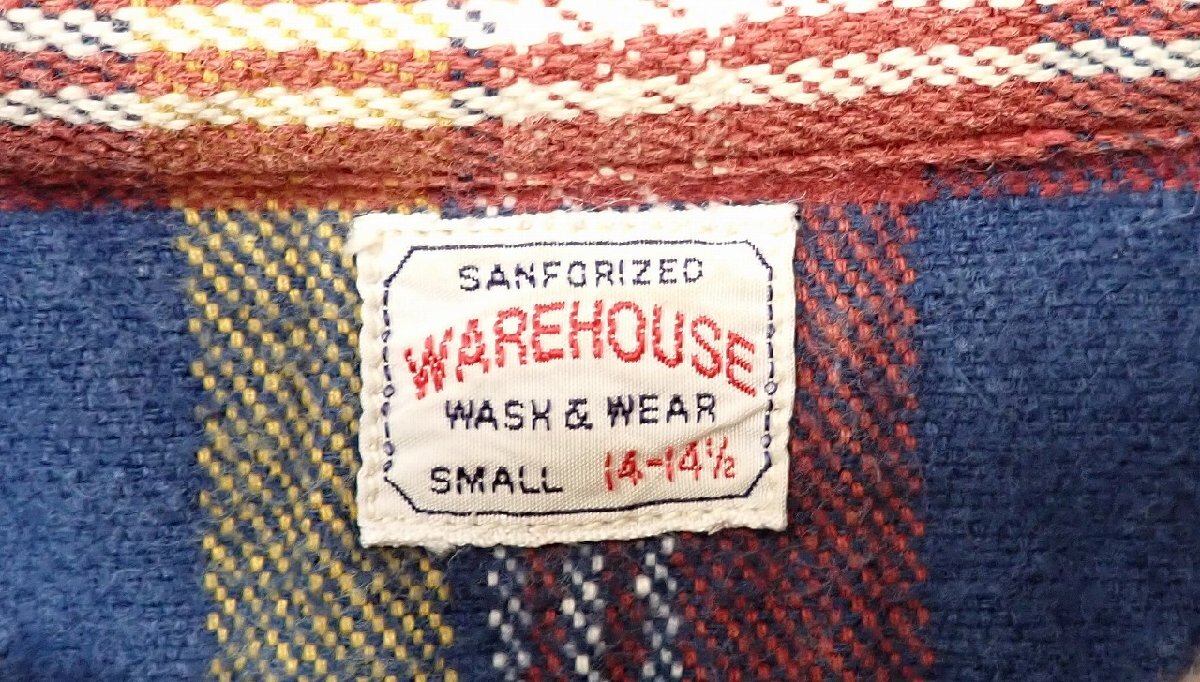 SANFORIZED
WAREHOUSE
WASH & WEAR
SMALL 14-14½